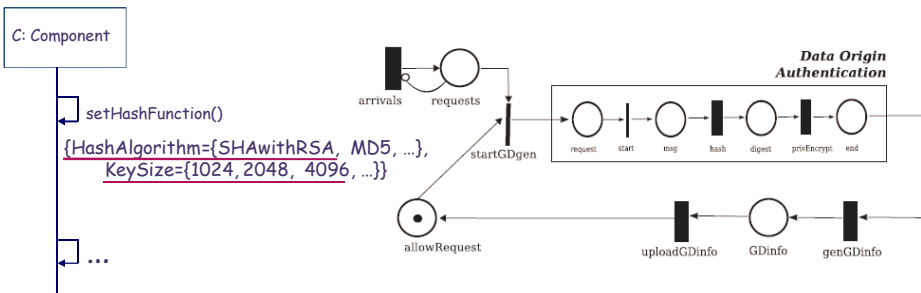 C: Component
setHashFunction()
{HashAlgorithm={SHAwithRSA, MD5, ...},
KeySize={1024, 2048, 4096, ...}}
...
Data Origin
Authentication
arrivals
requests
startGDgen
request
start
msg
hash
digest
privEncrypt
end
allowRequest
uploadGDinfo
GDinfo
genGDinfo